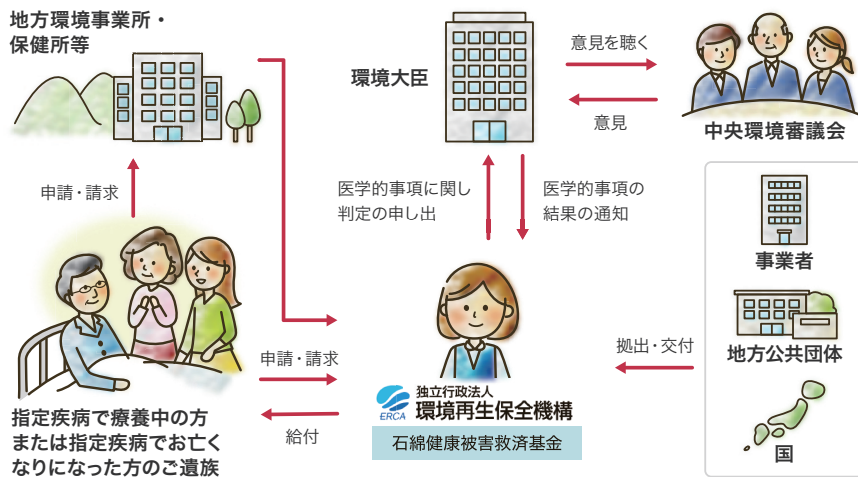 地方環境事業所・
保健所等
環境大臣
意見を聴く
意見
中央環境審議会
申請・請求
医学的事項に関し
判定の申し出
医学的事項の
結果の通知
事業者
地方公共団体
国
拠出・交付
申請・請求
給付
指定疾病で療養中の方
または指定疾病でお亡く
なりになった方のご遺族
ERCA
独立行政法人
環境再生保全機構
石綿健康被害救済基金